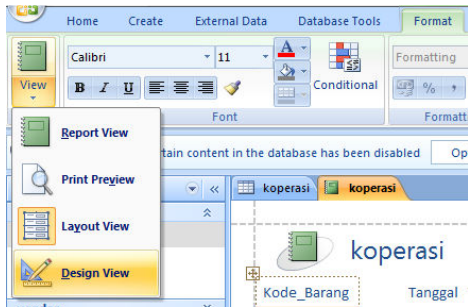 Home Create External Data Database Tools Format
Calibri 11 Formatting
View B I U Conditional % ,
Font Formatt
Report View
tain content in the database has been disabled Op
Print Preview
koperasi koperasi
Layout View
koperasi
Design View
Kode_Barang Tanggal